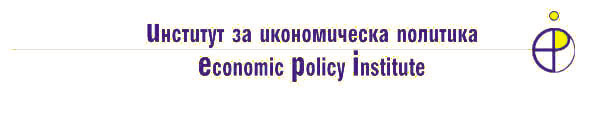 Институт за икономическа политика
economic policy institute